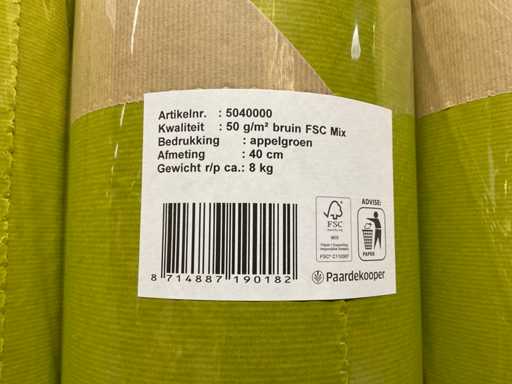 Artikelnr. : 5040000
Kwaliteit : 50 g/m² bruin FSC Mix
Bedrukking : appelgroen
Afmeting : 40 cm
Gewicht r/p ca.: 8 kg
ADVISE:
FSC
MIX
PAPER
8 714887 190182
Paardekooper